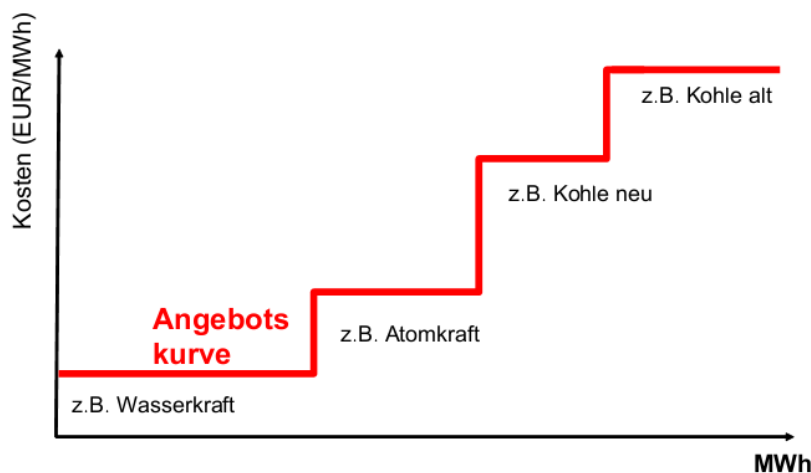 Kosten (EUR/MWh)
z.B. Kohle alt
z.B. Kohle neu
Angebots
kurve
z.B. Atomkraft
z.B. Wasserkraft
MWh